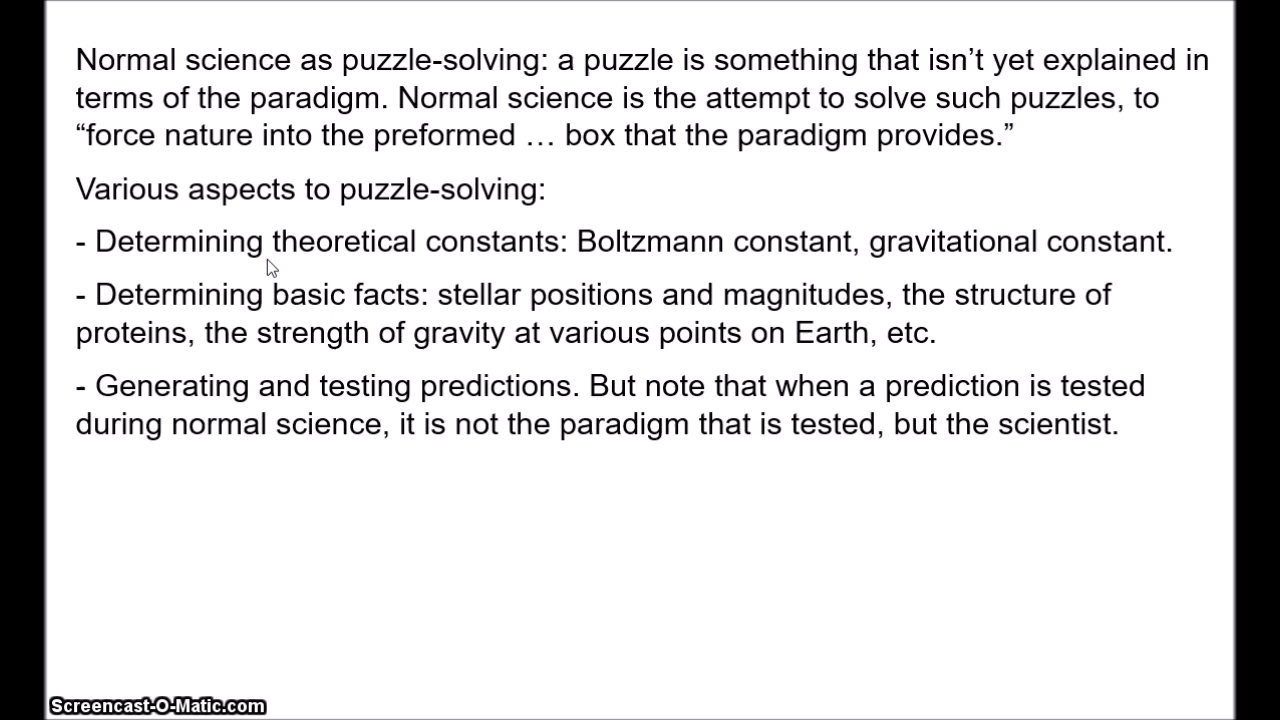 Normal science as puzzle-solving: a puzzle is something that isn’t yet explained in
terms of the paradigm. Normal science is the attempt to solve such puzzles, to
“force nature into the preformed … box that the paradigm provides.”
Various aspects to puzzle-solving:
- Determining theoretical constants: Boltzmann constant, gravitational constant.
- Determining basic facts: stellar positions and magnitudes, the structure of
proteins, the strength of gravity at various points on Earth, etc.
- Generating and testing predictions. But note that when a prediction is tested
during normal science, it is not the paradigm that is tested, but the scientist.
Screencast-O-Matic.com